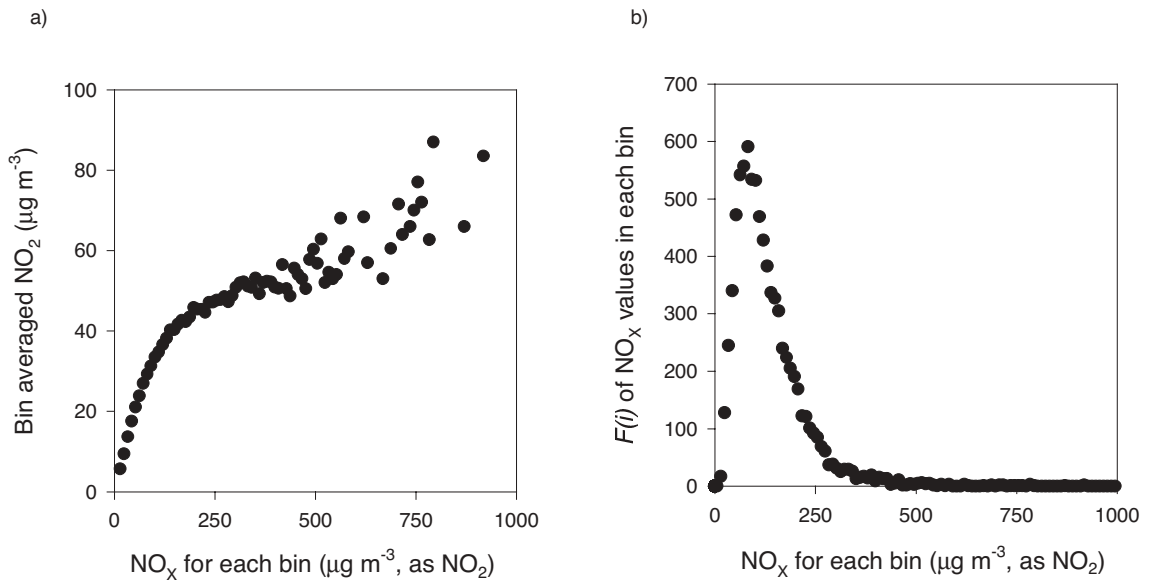 a)
Bin averaged NO₂ (µg m⁻³)
100
80
60
40
20
0
0 250 500 750 1000
NOX for each bin (µg m⁻³, as NO₂)
b)
F(i) of NOX values in each bin
700
600
500
400
300
200
100
0
0 250 500 750 1000
NOX for each bin (µg m⁻³, as NO₂)